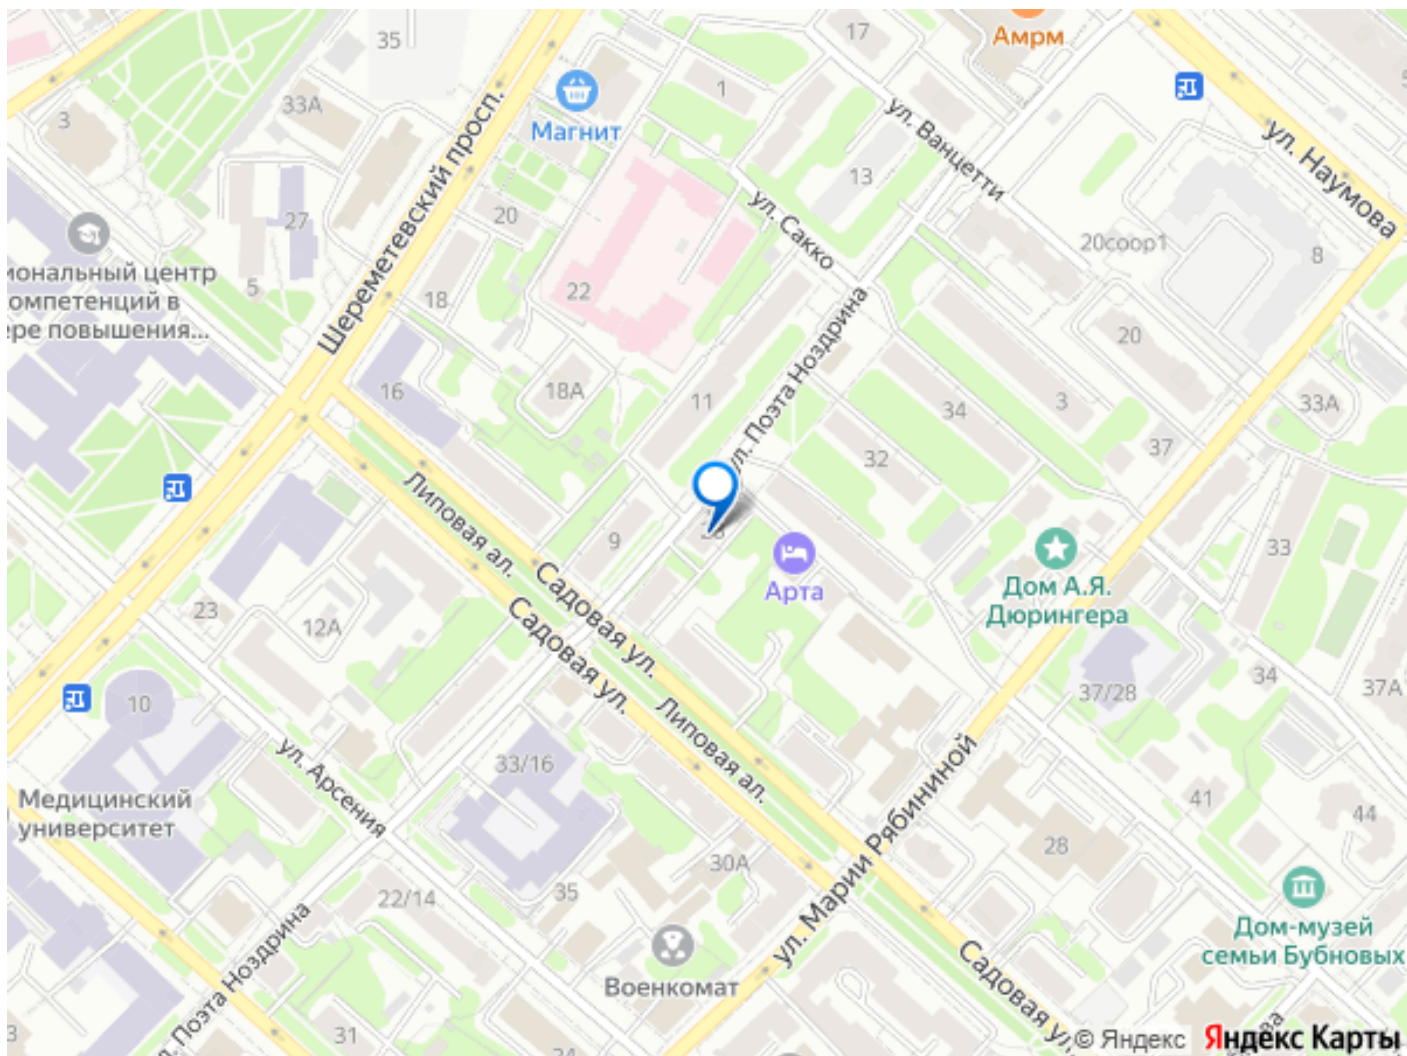 35
17
Амрм
3
33А
Магнит
1
ул. Ванцетти
ул. Наумова
Шереметевский просп.
27
20
13
ул. Сакко
20соор1
8
иональный центр
омпетенций в
ере повышения...
5
18
22
ул. Поэта Ноздрина
20
16
18А
11
34
3
33А
32
37
Липовая ал.
9
Арта
Дом А.Я.
Дюрингера
33
23
12А
Садовая ул.
Садовая ул.
34
37/28
37А
10
Липовая ал.
ул. Арсения
33/16
Медицинский
университет
ул. Марии Рябининой
41
44
28
30А
22/14
35
Дом-музей
семьи Бубновых
Военкомат
Поэта Ноздрина
Садовая ул.
31
© Яндекс Яндекс Карты